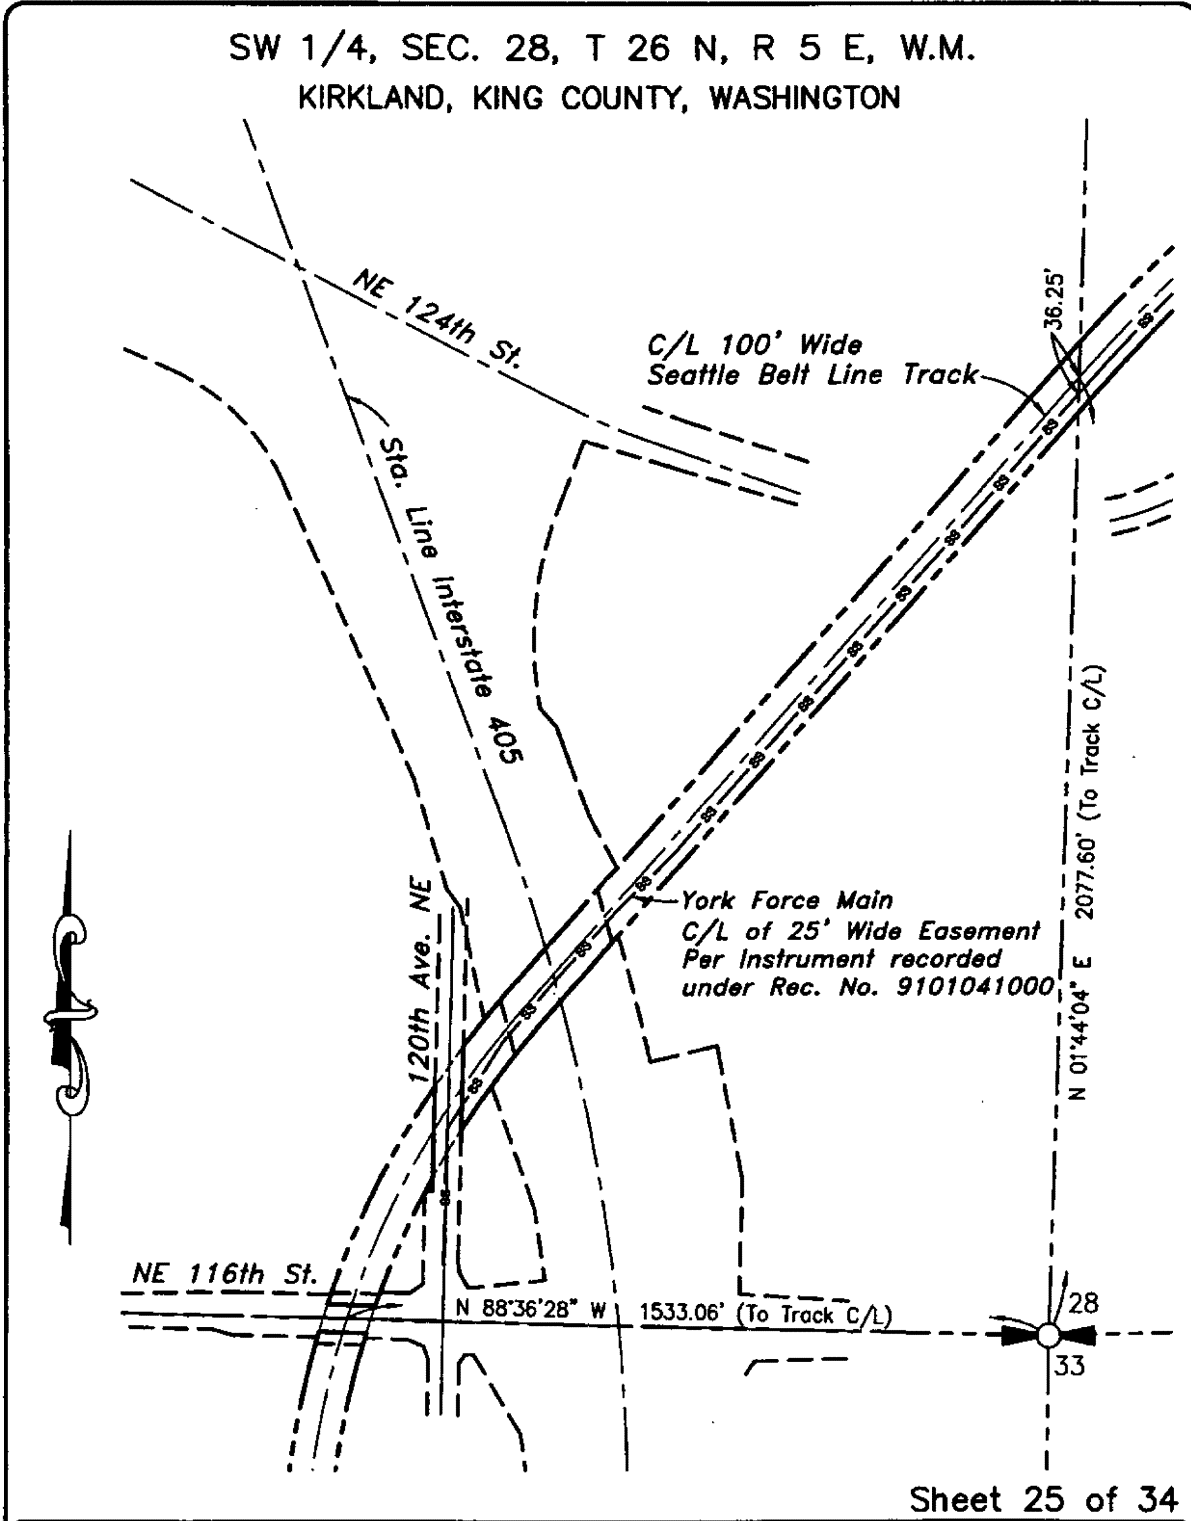 SW 1/4, SEC. 28, T 26 N, R 5 E, W.M.
KIRKLAND, KING COUNTY, WASHINGTON
NE 124th St.
36.25'
C/L 100' Wide
Seattle Belt Line Track
Sta. Line Interstate 405
N 01°44'04" E 2077.60' (To Track C/L)
120th Ave. NE
York Force Main
C/L of 25' Wide Easement
Per Instrument recorded
under Rec. No. 9101041000
NE 116th St.
N 88°36'28" W 1533.06' (To Track C/L)
28
33
Sheet 25 of 34